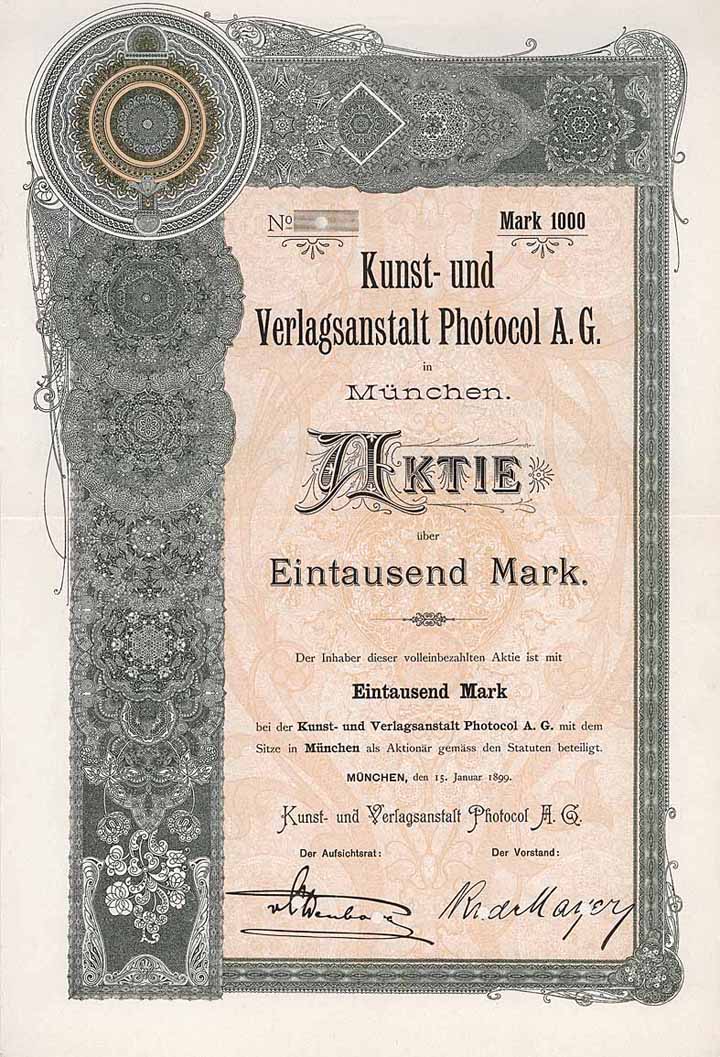 No
Mark 1000
Kunst- und
Verlagsanstalt Photocol A. G.
in
München.
AKTIE
über
Eintausend Mark.
Der Inhaber dieser volleinbezahlten Aktie ist mit
Eintausend Mark
bei der Kunst- und Verlagsanstalt Photocol A. G. mit dem
Sitze in München als Aktionär gemäss den Statuten beteiligt.
MÜNCHEN, den 15. Januar 1899.
Kunst- und Verlagsanstalt Photocol A. G.
Der Aufsichtsrat:
Der Vorstand: